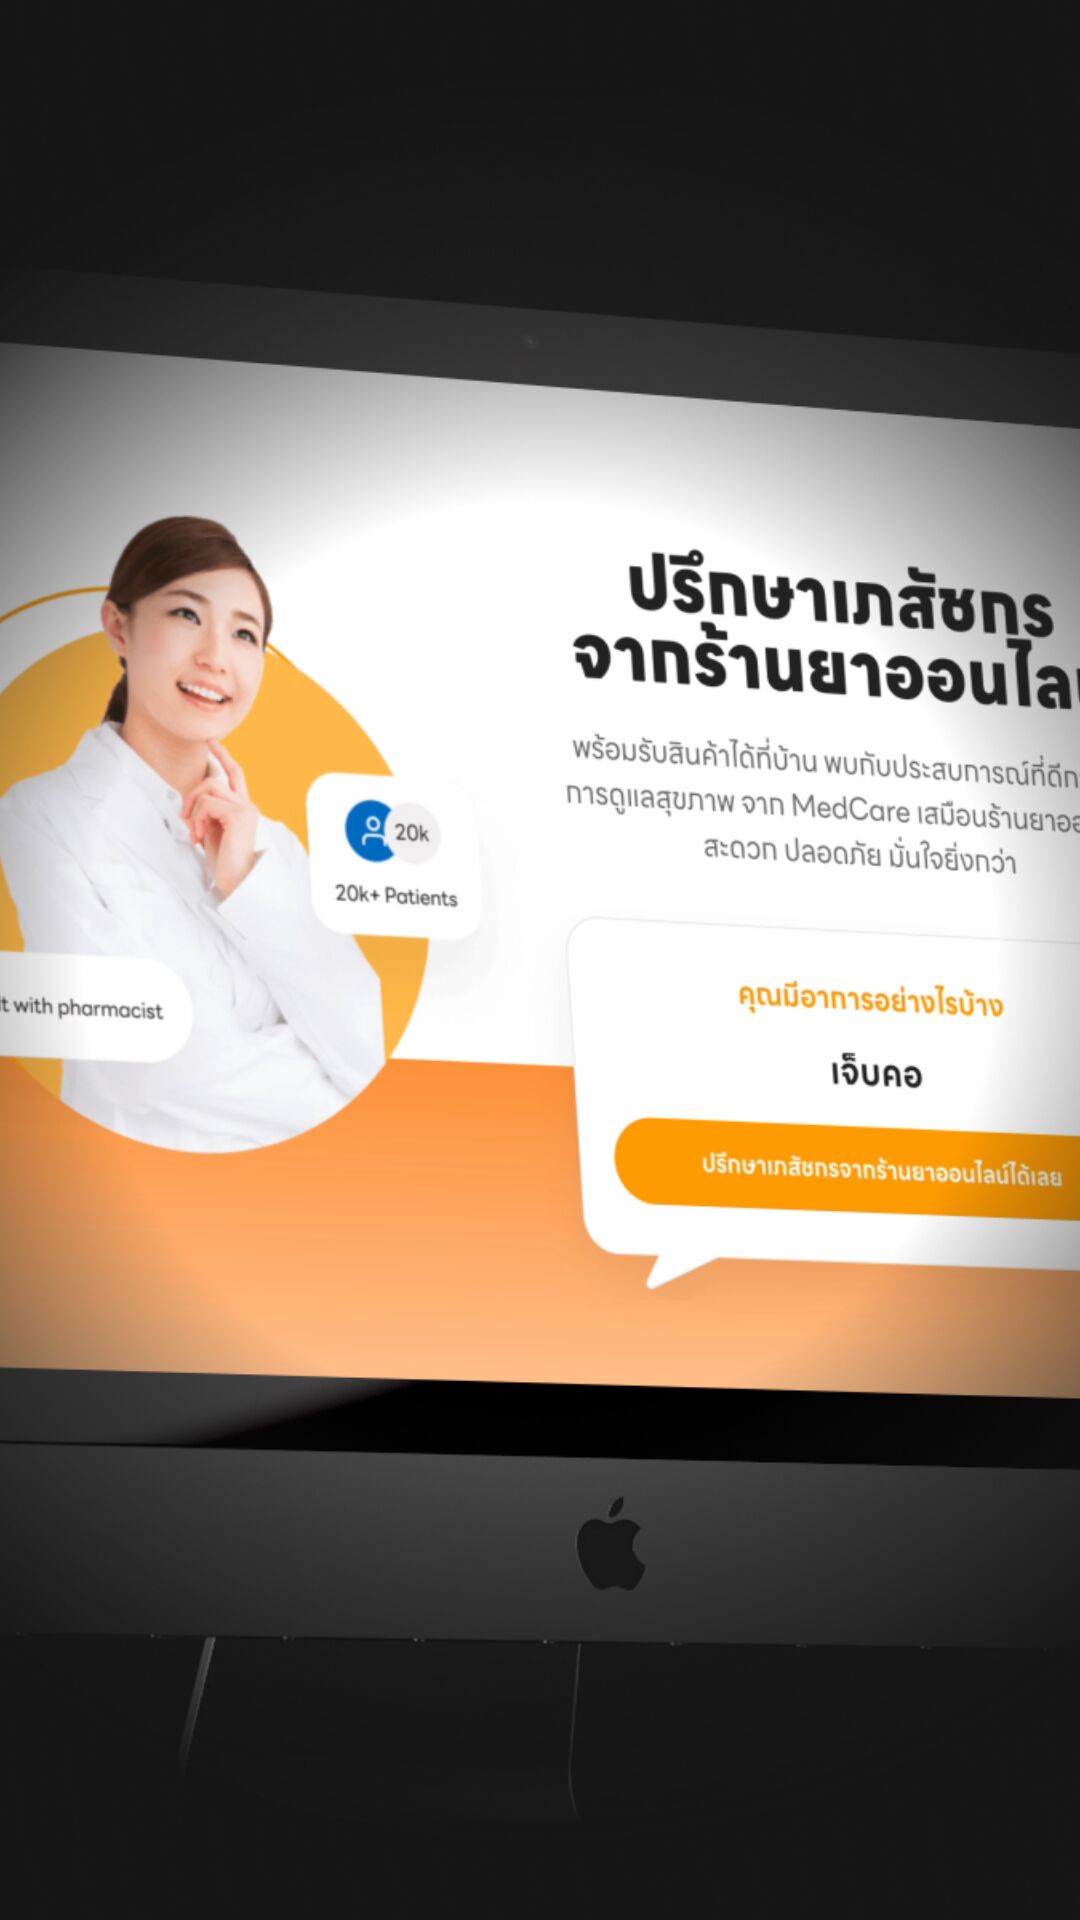 ปรึกษาเภสัชกร
จากร้านยาออนไล
พร้อมรับสินค้าได้ที่บ้าน พบกับประสบการณ์ที่ดีก
การดูแลสุขภาพ จาก MedCare เสมือนร้านยาออ
สะดวก ปลอดภัย มั่นใจยิ่งกว่า
20k
20k+ Patients
lt with pharmacist
คุณมีอาการอย่างไรบ้าง
เจ็บคอ
ปรึกษาเภสัชกรจากร้านยาออนไลน์ได้เลย